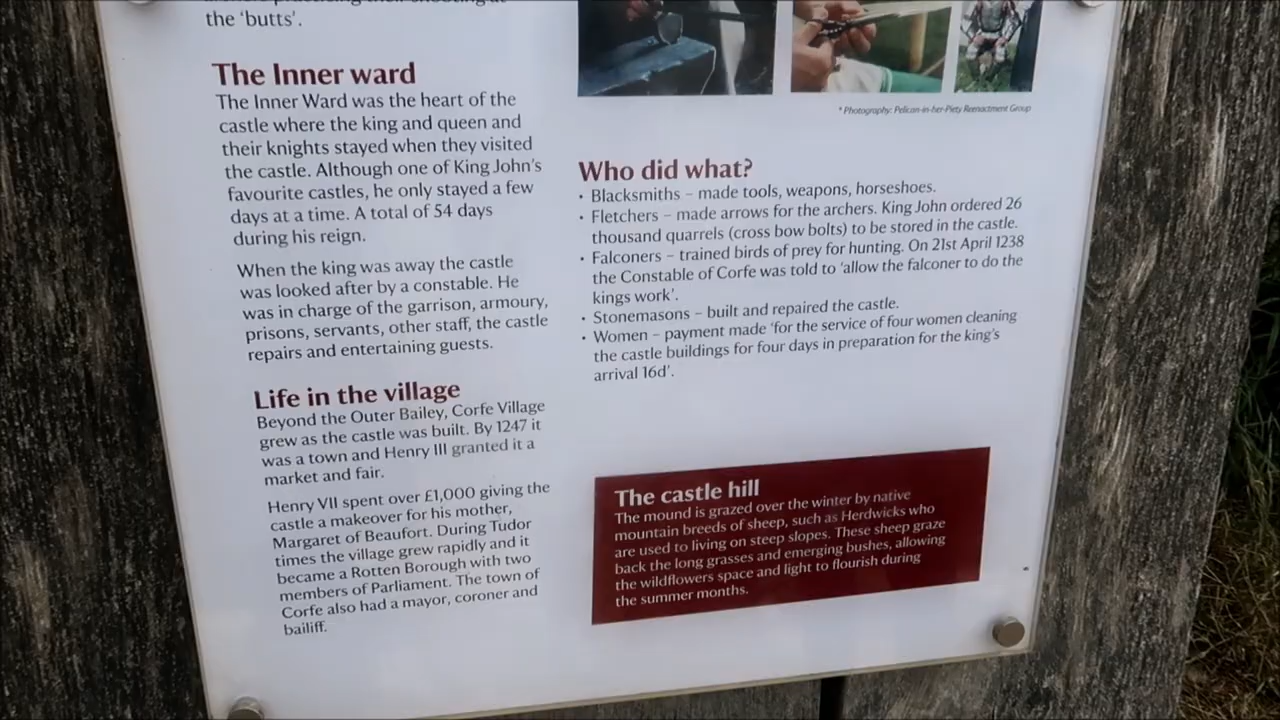 the 'butts'.
The Inner ward
The Inner Ward was the heart of the
castle where the king and queen and
their knights stayed when they visited
the castle. Although one of King John's
favourite castles, he only stayed a few
days at a time. A total of 54 days
during his reign.
When the king was away the castle
was looked after by a constable. He
was in charge of the garrison, armoury,
prisons, servants, other staff, the castle
repairs and entertaining guests.
Life in the village
Beyond the Outer Bailey, Corfe Village
grew as the castle was built. By 1247 it
was a town and Henry III granted it a
market and fair.
Henry VII spent over £1,000 giving the
castle a makeover for his mother,
Margaret of Beaufort. During Tudor
times the village grew rapidly and it
became a Rotten Borough with two
members of Parliament. The town of
Corfe also had a mayor, coroner and
bailiff.
* Photography: Pelican-in-her-Piety Reenactment Group
Who did what?
• Blacksmiths – made tools, weapons, horseshoes.
• Fletchers – made arrows for the archers. King John ordered 26
thousand quarrels (cross bow bolts) to be stored in the castle.
• Falconers – trained birds of prey for hunting. On 21st April 1238
the Constable of Corfe was told to 'allow the falconer to do the
kings work'.
• Stonemasons – built and repaired the castle.
• Women – payment made 'for the service of four women cleaning
the castle buildings for four days in preparation for the king's
arrival 16d'.
The castle hill
The mound is grazed over the winter by native
mountain breeds of sheep, such as Herdwicks who
are used to living on steep slopes. These sheep graze
back the long grasses and emerging bushes, allowing
the wildflowers space and light to flourish during
the summer months.